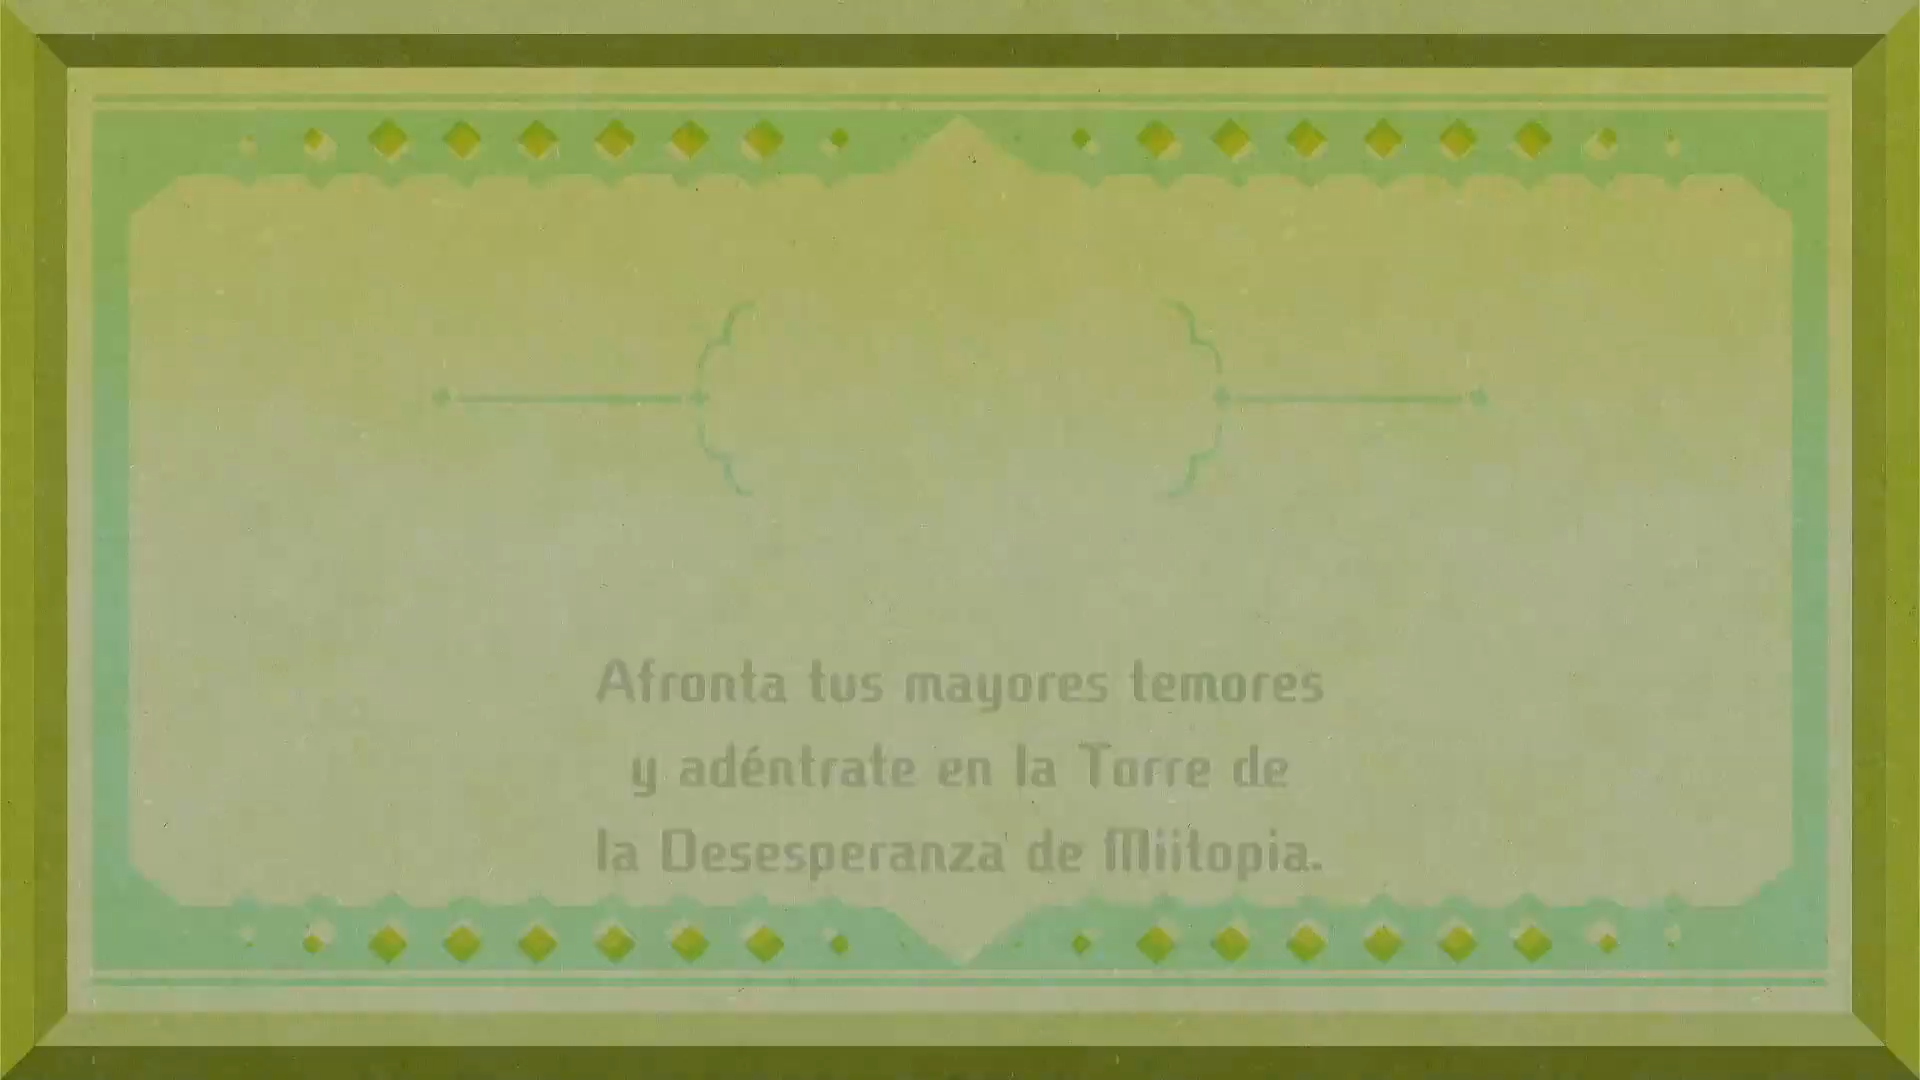 Afronta tus mayores temores
y adéntrate en la Torre de
la Desesperanza de Miitopia.